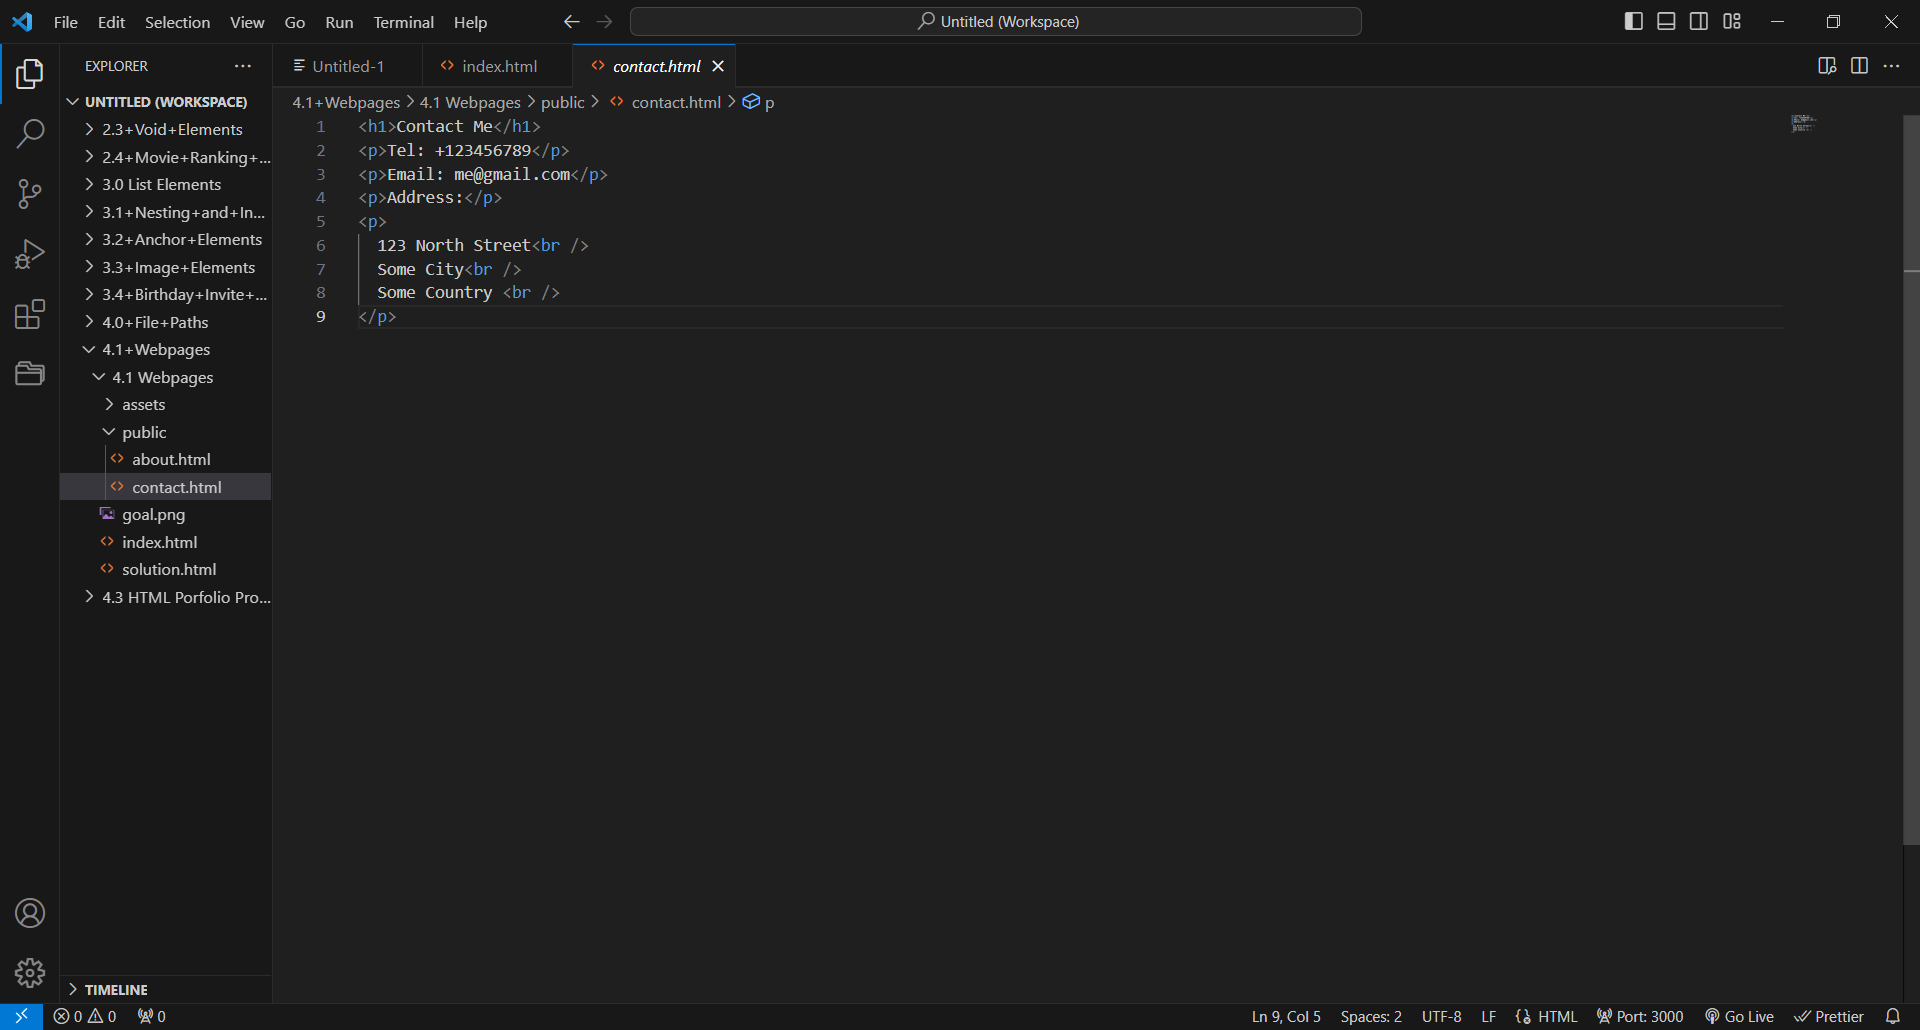 File Edit Selection View Go Run Terminal Help
Untitled (Workspace)
EXPLORER
UNTITLED (WORKSPACE)
2.3+Void+Elements
2.4+Movie+Ranking+...
3.0 List Elements
3.1+Nesting+and+In...
3.2+Anchor+Elements
3.3+Image+Elements
3.4+Birthday+Invite+...
4.0+File+Paths
4.1+Webpages
4.1 Webpages
assets
public
about.html
contact.html
goal.png
index.html
solution.html
4.3 HTML Porfolio Pro...
TIMELINE
Untitled-1 index.html contact.html
4.1+Webpages > 4.1 Webpages > public > contact.html > p
1 <h1>Contact Me</h1>
2 <p>Tel: +123456789</p>
3 <p>Email: me@gmail.com</p>
4 <p>Address:</p>
5 <p>
6 123 North Street<br />
7 Some City<br />
8 Some Country <br />
9 </p>
0 0 0 Ln 9, Col 5 Spaces: 2 UTF-8 LF {} HTML Port: 3000 Go Live Prettier